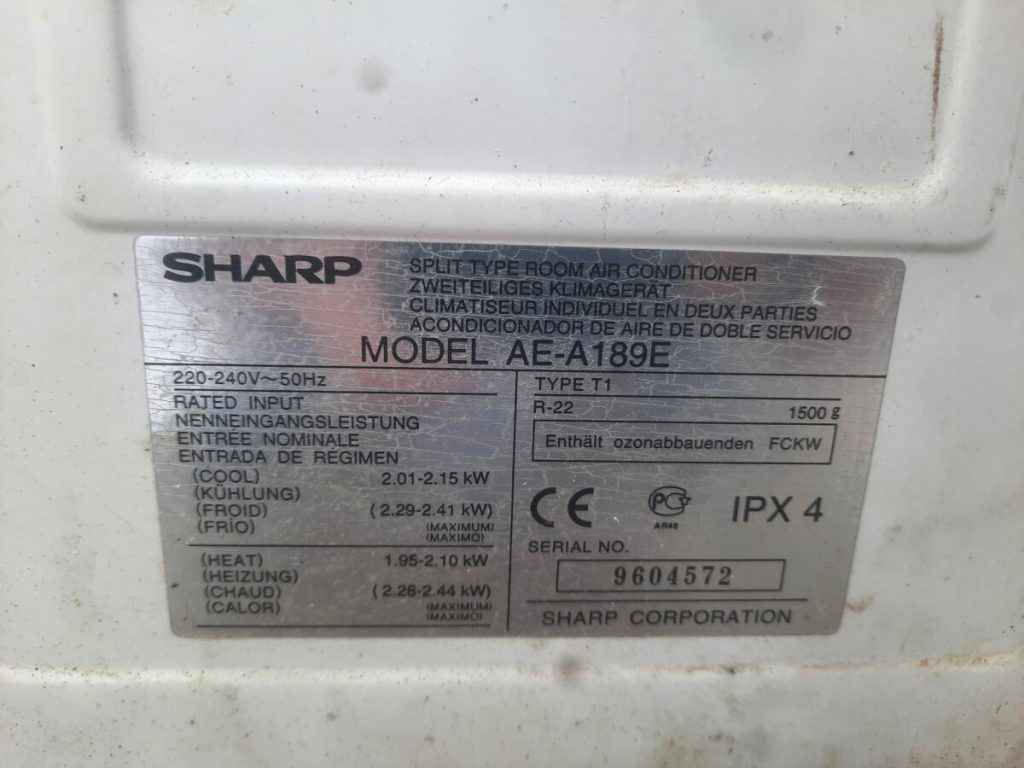 SHARP
SPLIT TYPE ROOM AIR CONDITIONER
ZWEITEILIGES KLIMAGERÄT
CLIMATISEUR INDIVIDUEL EN DEUX PARTIES
ACONDICIONADOR DE AIRE DE DOBLE SERVICIO
MODEL AE-A189E
220-240V~50Hz
RATED INPUT
NENNEINGANGSLEISTUNG
ENTRÉE NOMINALE
ENTRADA DE RÉGIMEN
(COOL) 2.01-2.15 kW
(KÜHLUNG)
(FROID) (2.29-2.41 kW)
(FRÍO) (MAXIMUM)
(MAXIMO)
(HEAT) 1.95-2.10 kW
(HEIZUNG)
(CHAUD) (2.28-2.44 kW)
(CALOR) (MAXIMUM)
(MAXIMO)
TYPE T1
R-22 1500 g
Enthält ozonabbauenden FCKW
CE PG IPX 4
AR46
SERIAL NO.
9604572
SHARP CORPORATION